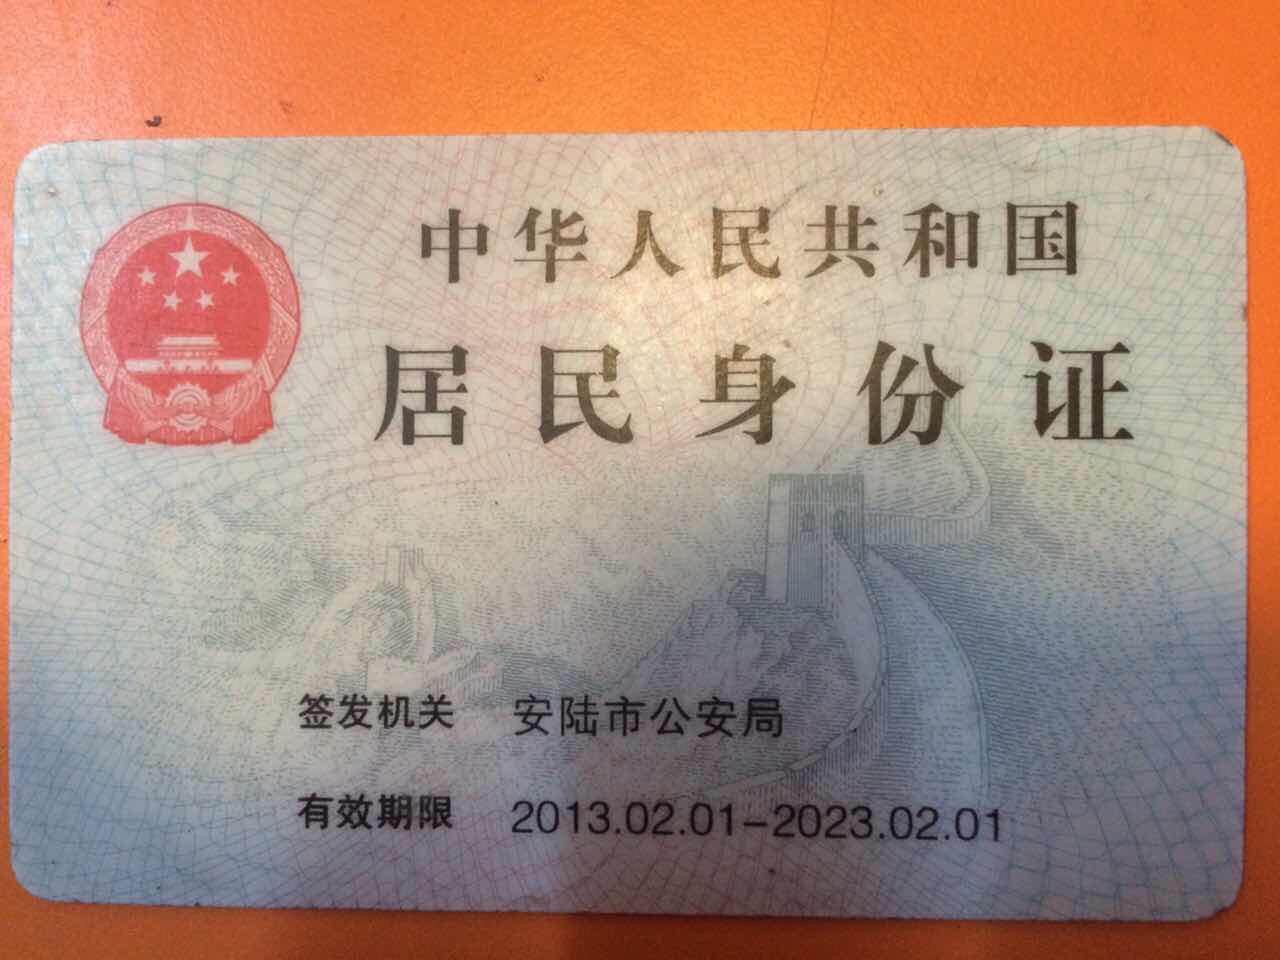 中华人民共和国
居民身份证
签发机关 安陆市公安局
有效期限 2013.02.01-2023.02.01